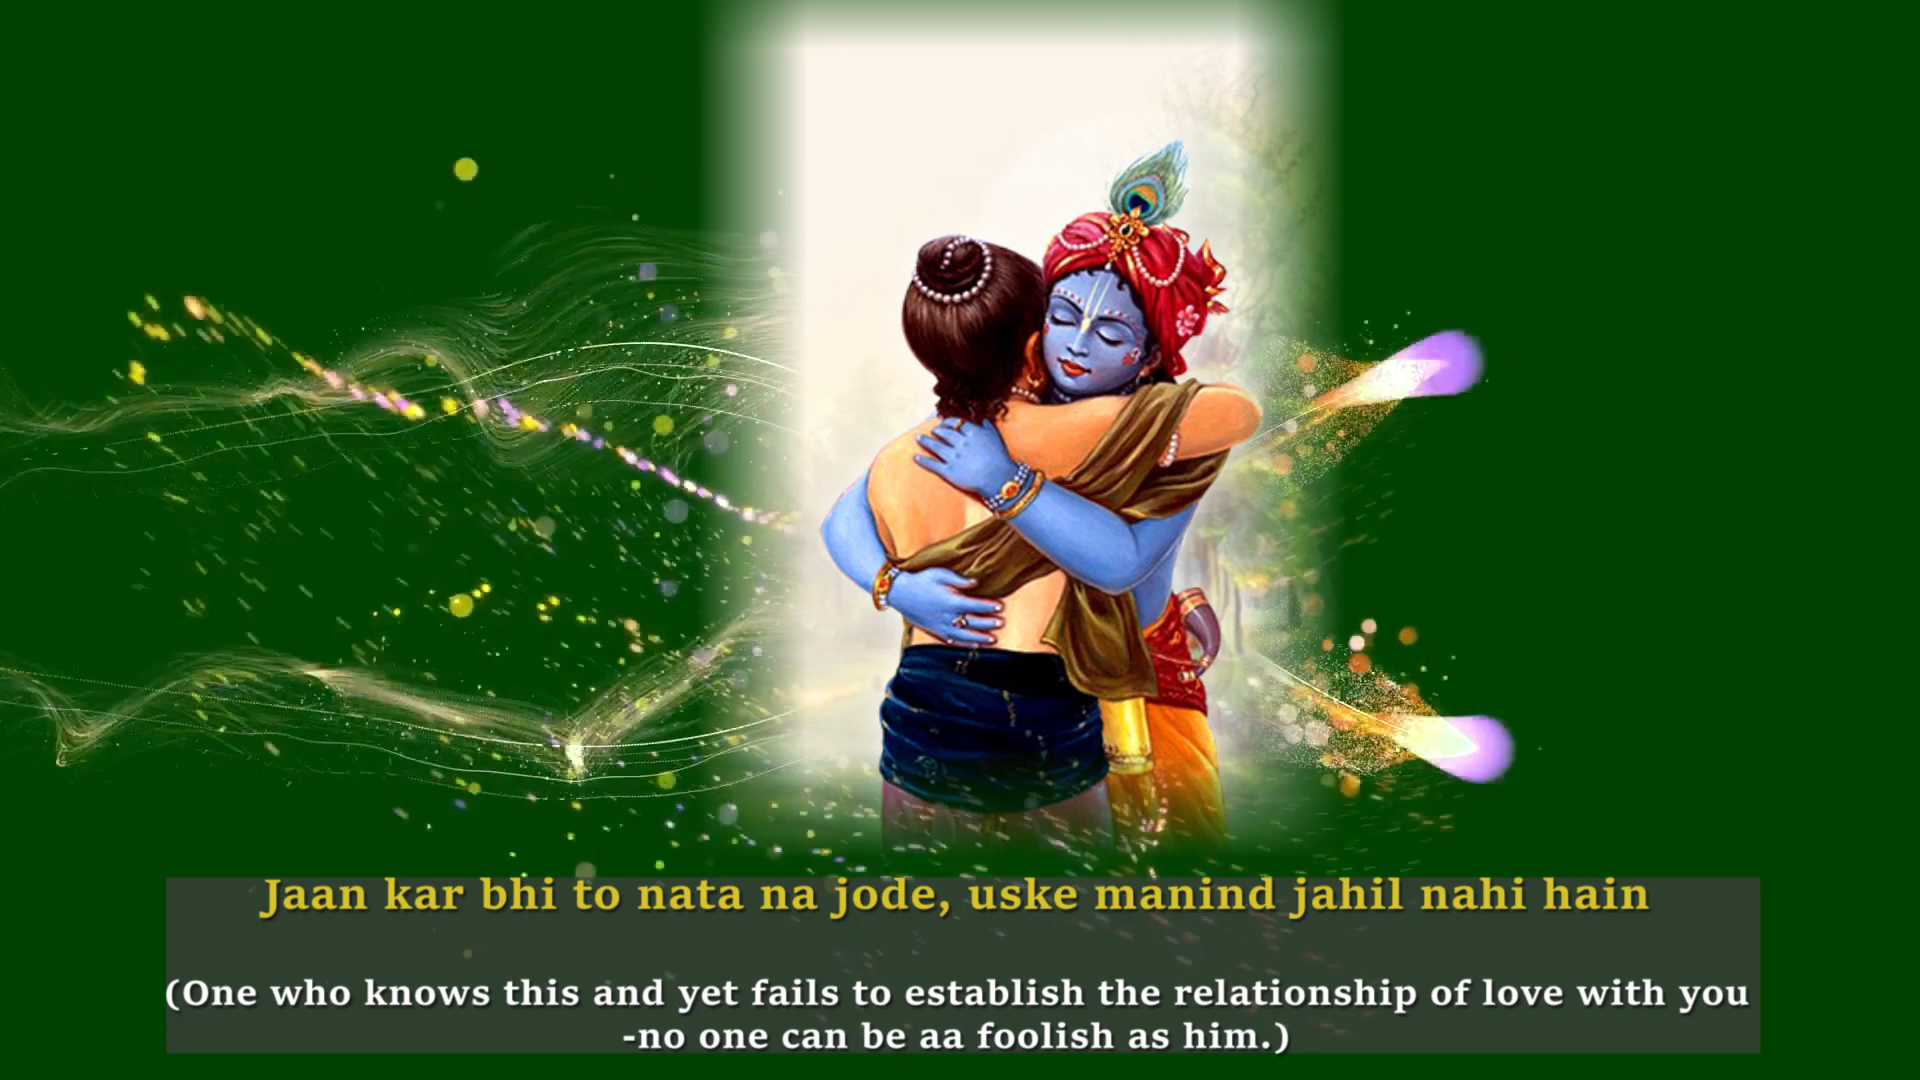 Jaan kar bhi to nata na jode, uske manind jahil nahi hain
(One who knows this and yet fails to establish the relationship of love with you
-no one can be aa foolish as him.)